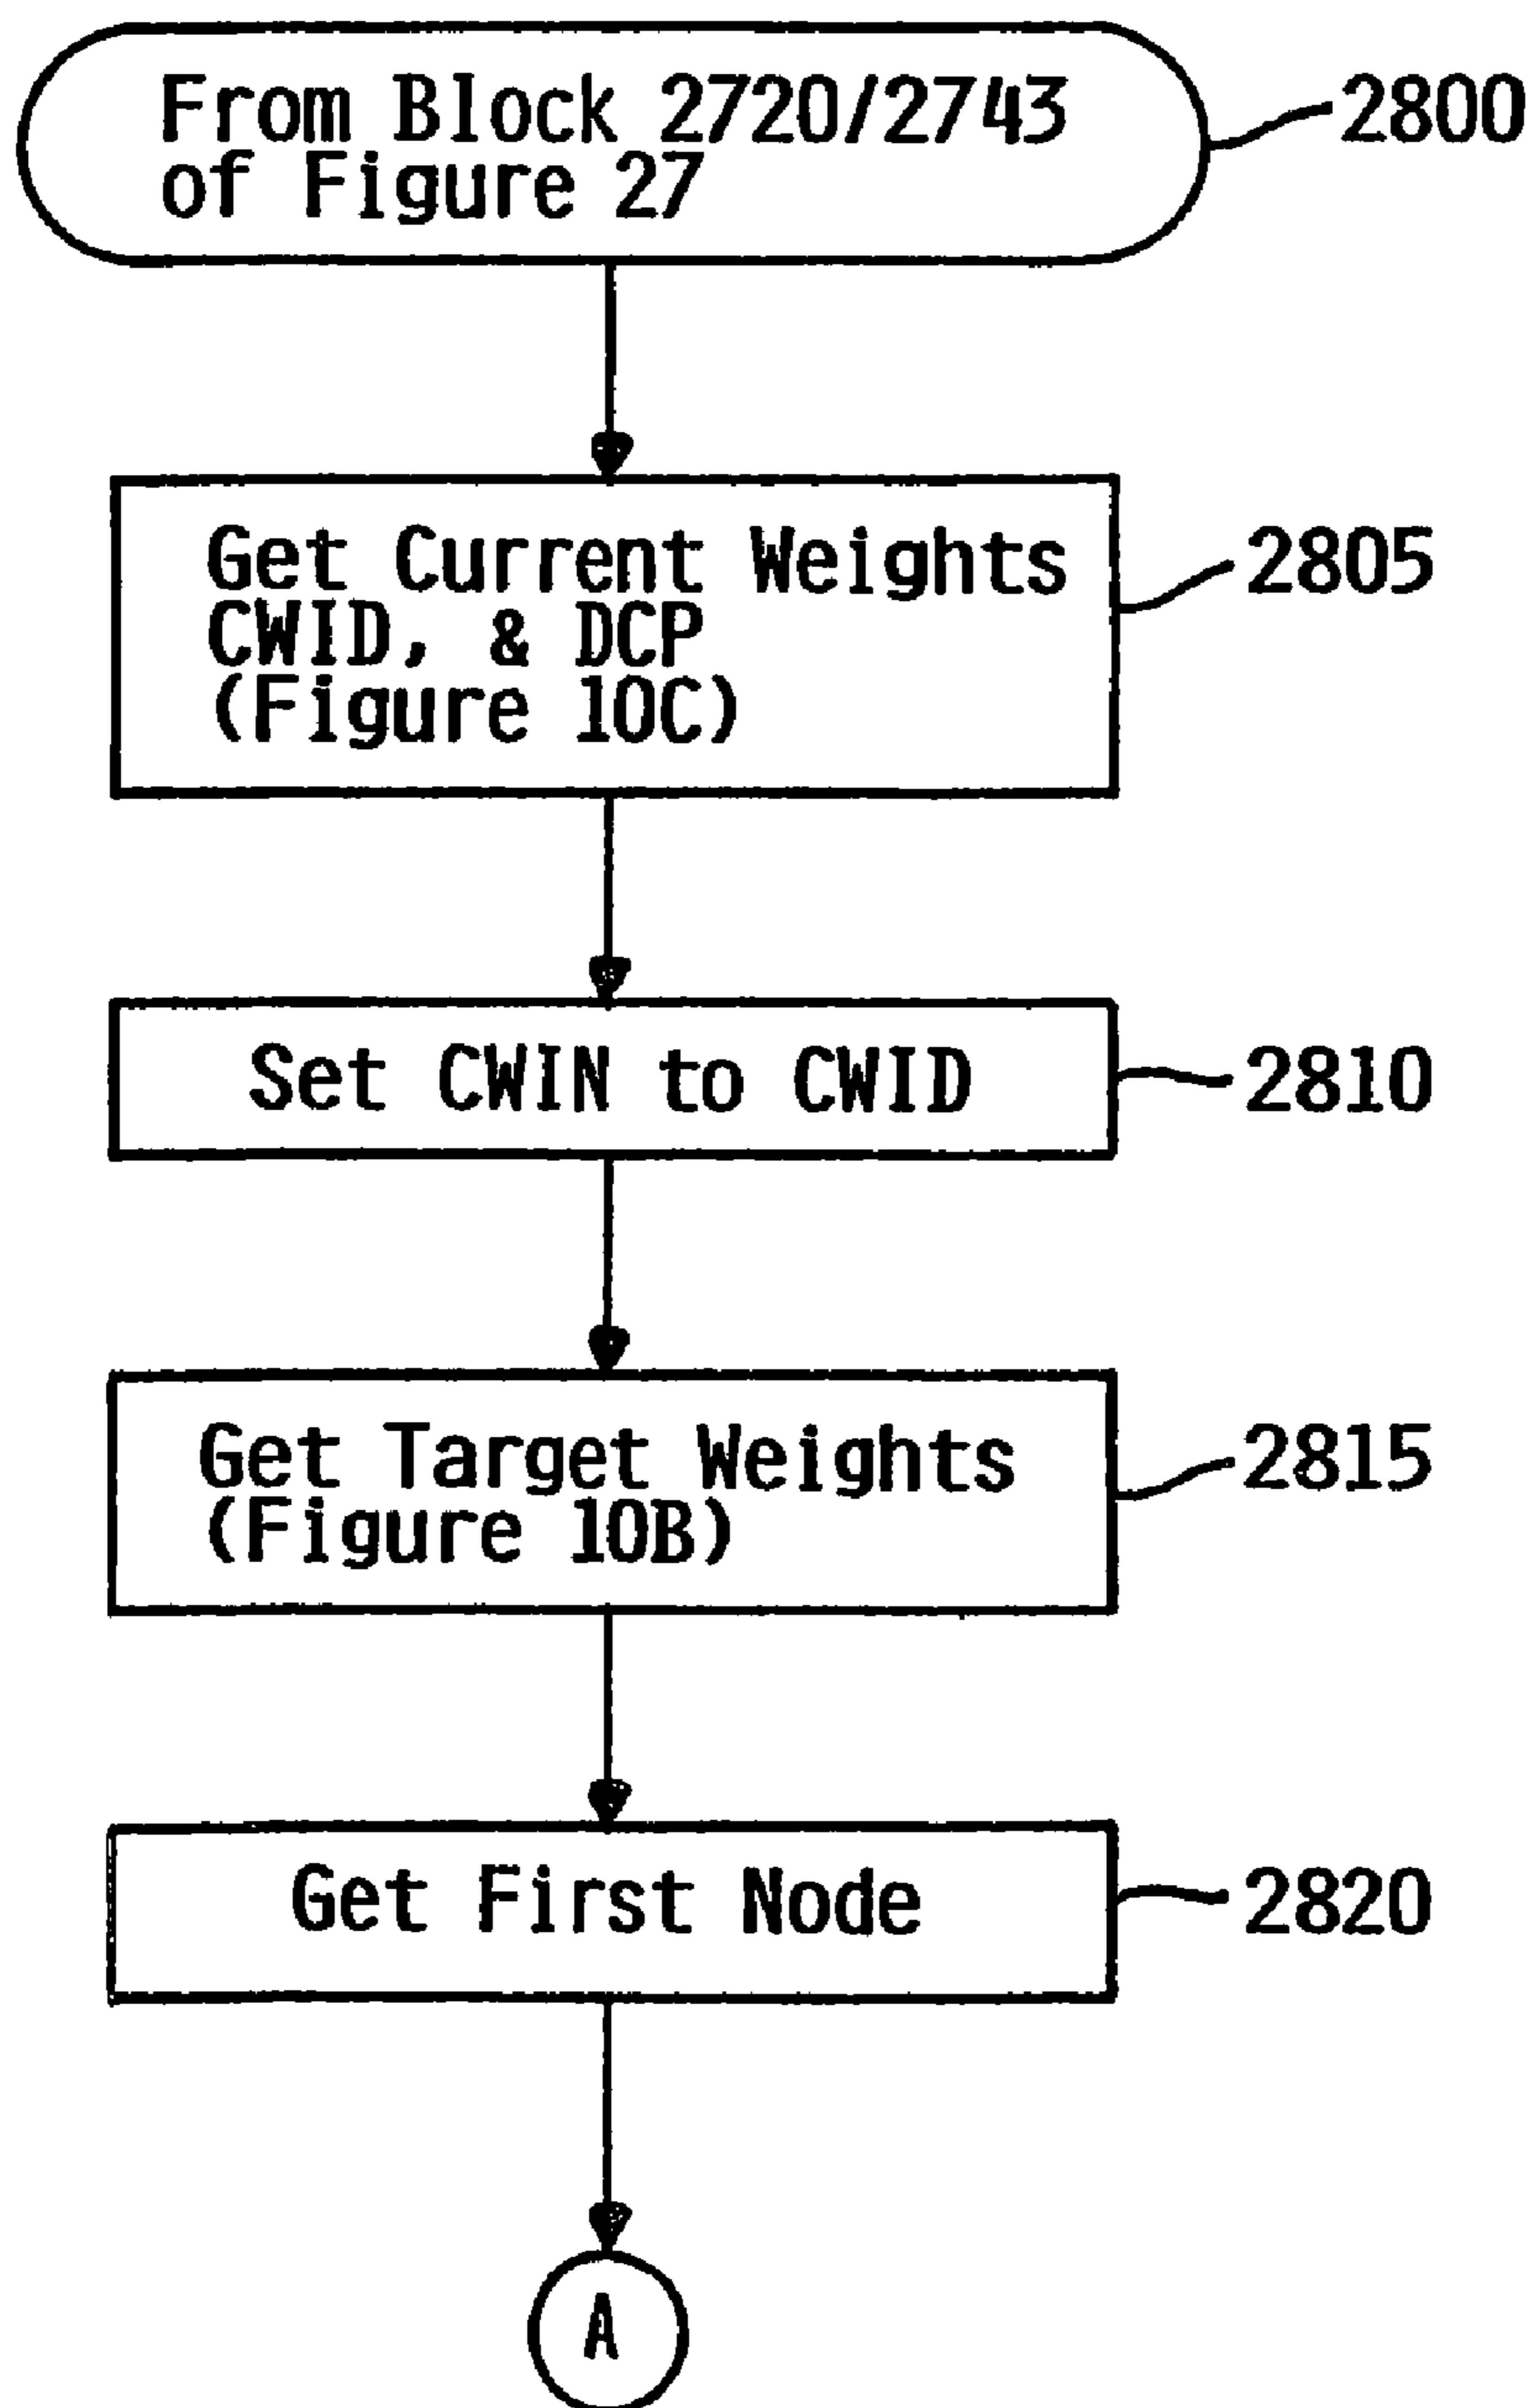 From Block 2720/2743
of Figure 27
2800
Get Current Weights
CWID, & DCP
(Figure 10C)
2805
Set CWIN to CWID
2810
Get Target Weights
(Figure 10B)
2815
Get First Node
2820
A